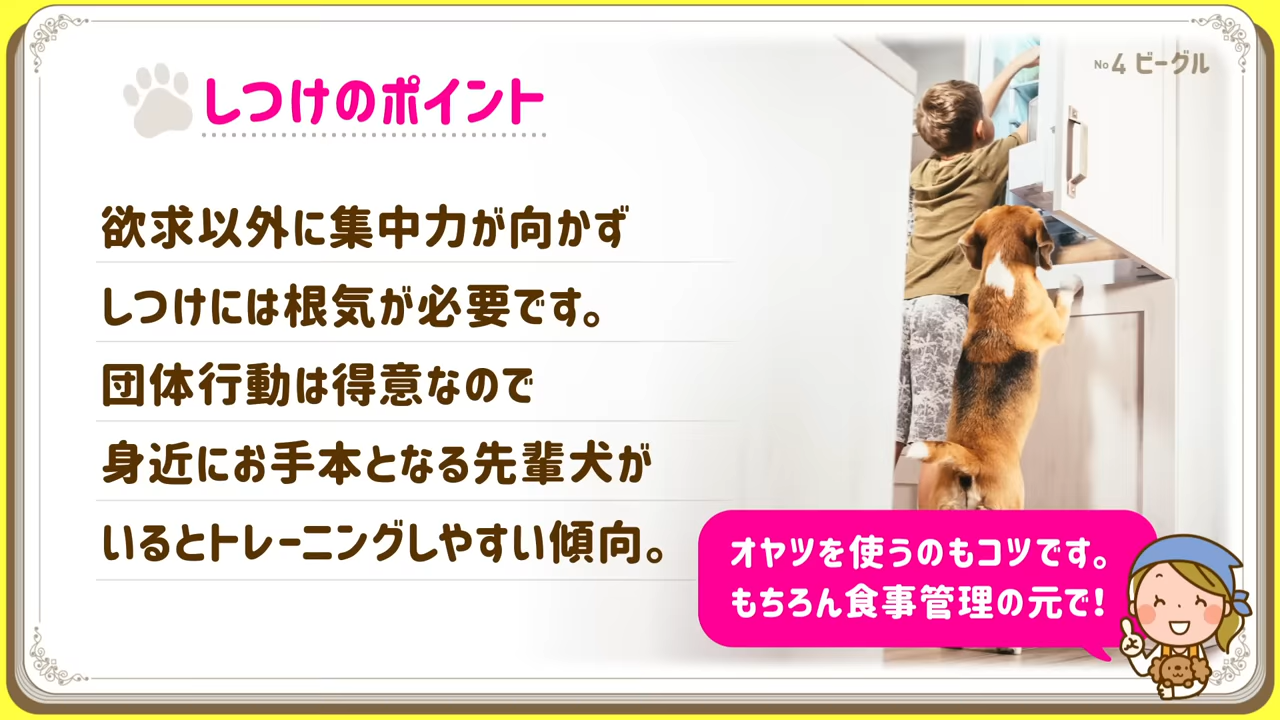 No4 ビーグル
しつけのポイント
欲求以外に集中力が向かず
しつけには根気が必要です。
団体行動は得意なので
身近にお手本となる先輩犬が
いるとトレーニングしやすい傾向。
オヤツを使うのもコツです。
もちろん食事管理の元で!